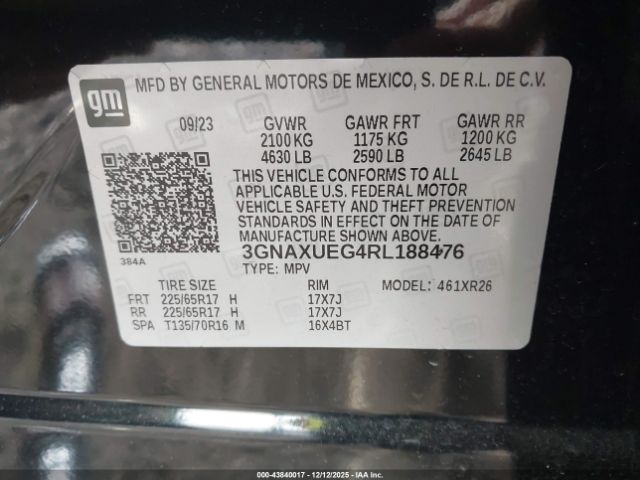 gm
MFD BY GENERAL MOTORS DE MEXICO, S. DE R.L. DE C.V.
09/23 GVWR GAWR FRT GAWR RR
2100 KG 1175 KG 1200 KG
4630 LB 2590 LB 2645 LB
THIS VEHICLE CONFORMS TO ALL
APPLICABLE U.S. FEDERAL MOTOR
VEHICLE SAFETY AND THEFT PREVENTION
STANDARDS IN EFFECT ON THE DATE OF
MANUFACTURE SHOWN ABOVE.
384A
3GNAXUEG4RL188476
TYPE: MPV MODEL: 461XR26
TIRE SIZE RIM
FRT 225/65R17 H 17X7J
RR 225/65R17 H 17X7J
SPA T135/70R16 M 16X4BT
000-43840017 - 12/12/2025 - IAA Inc.